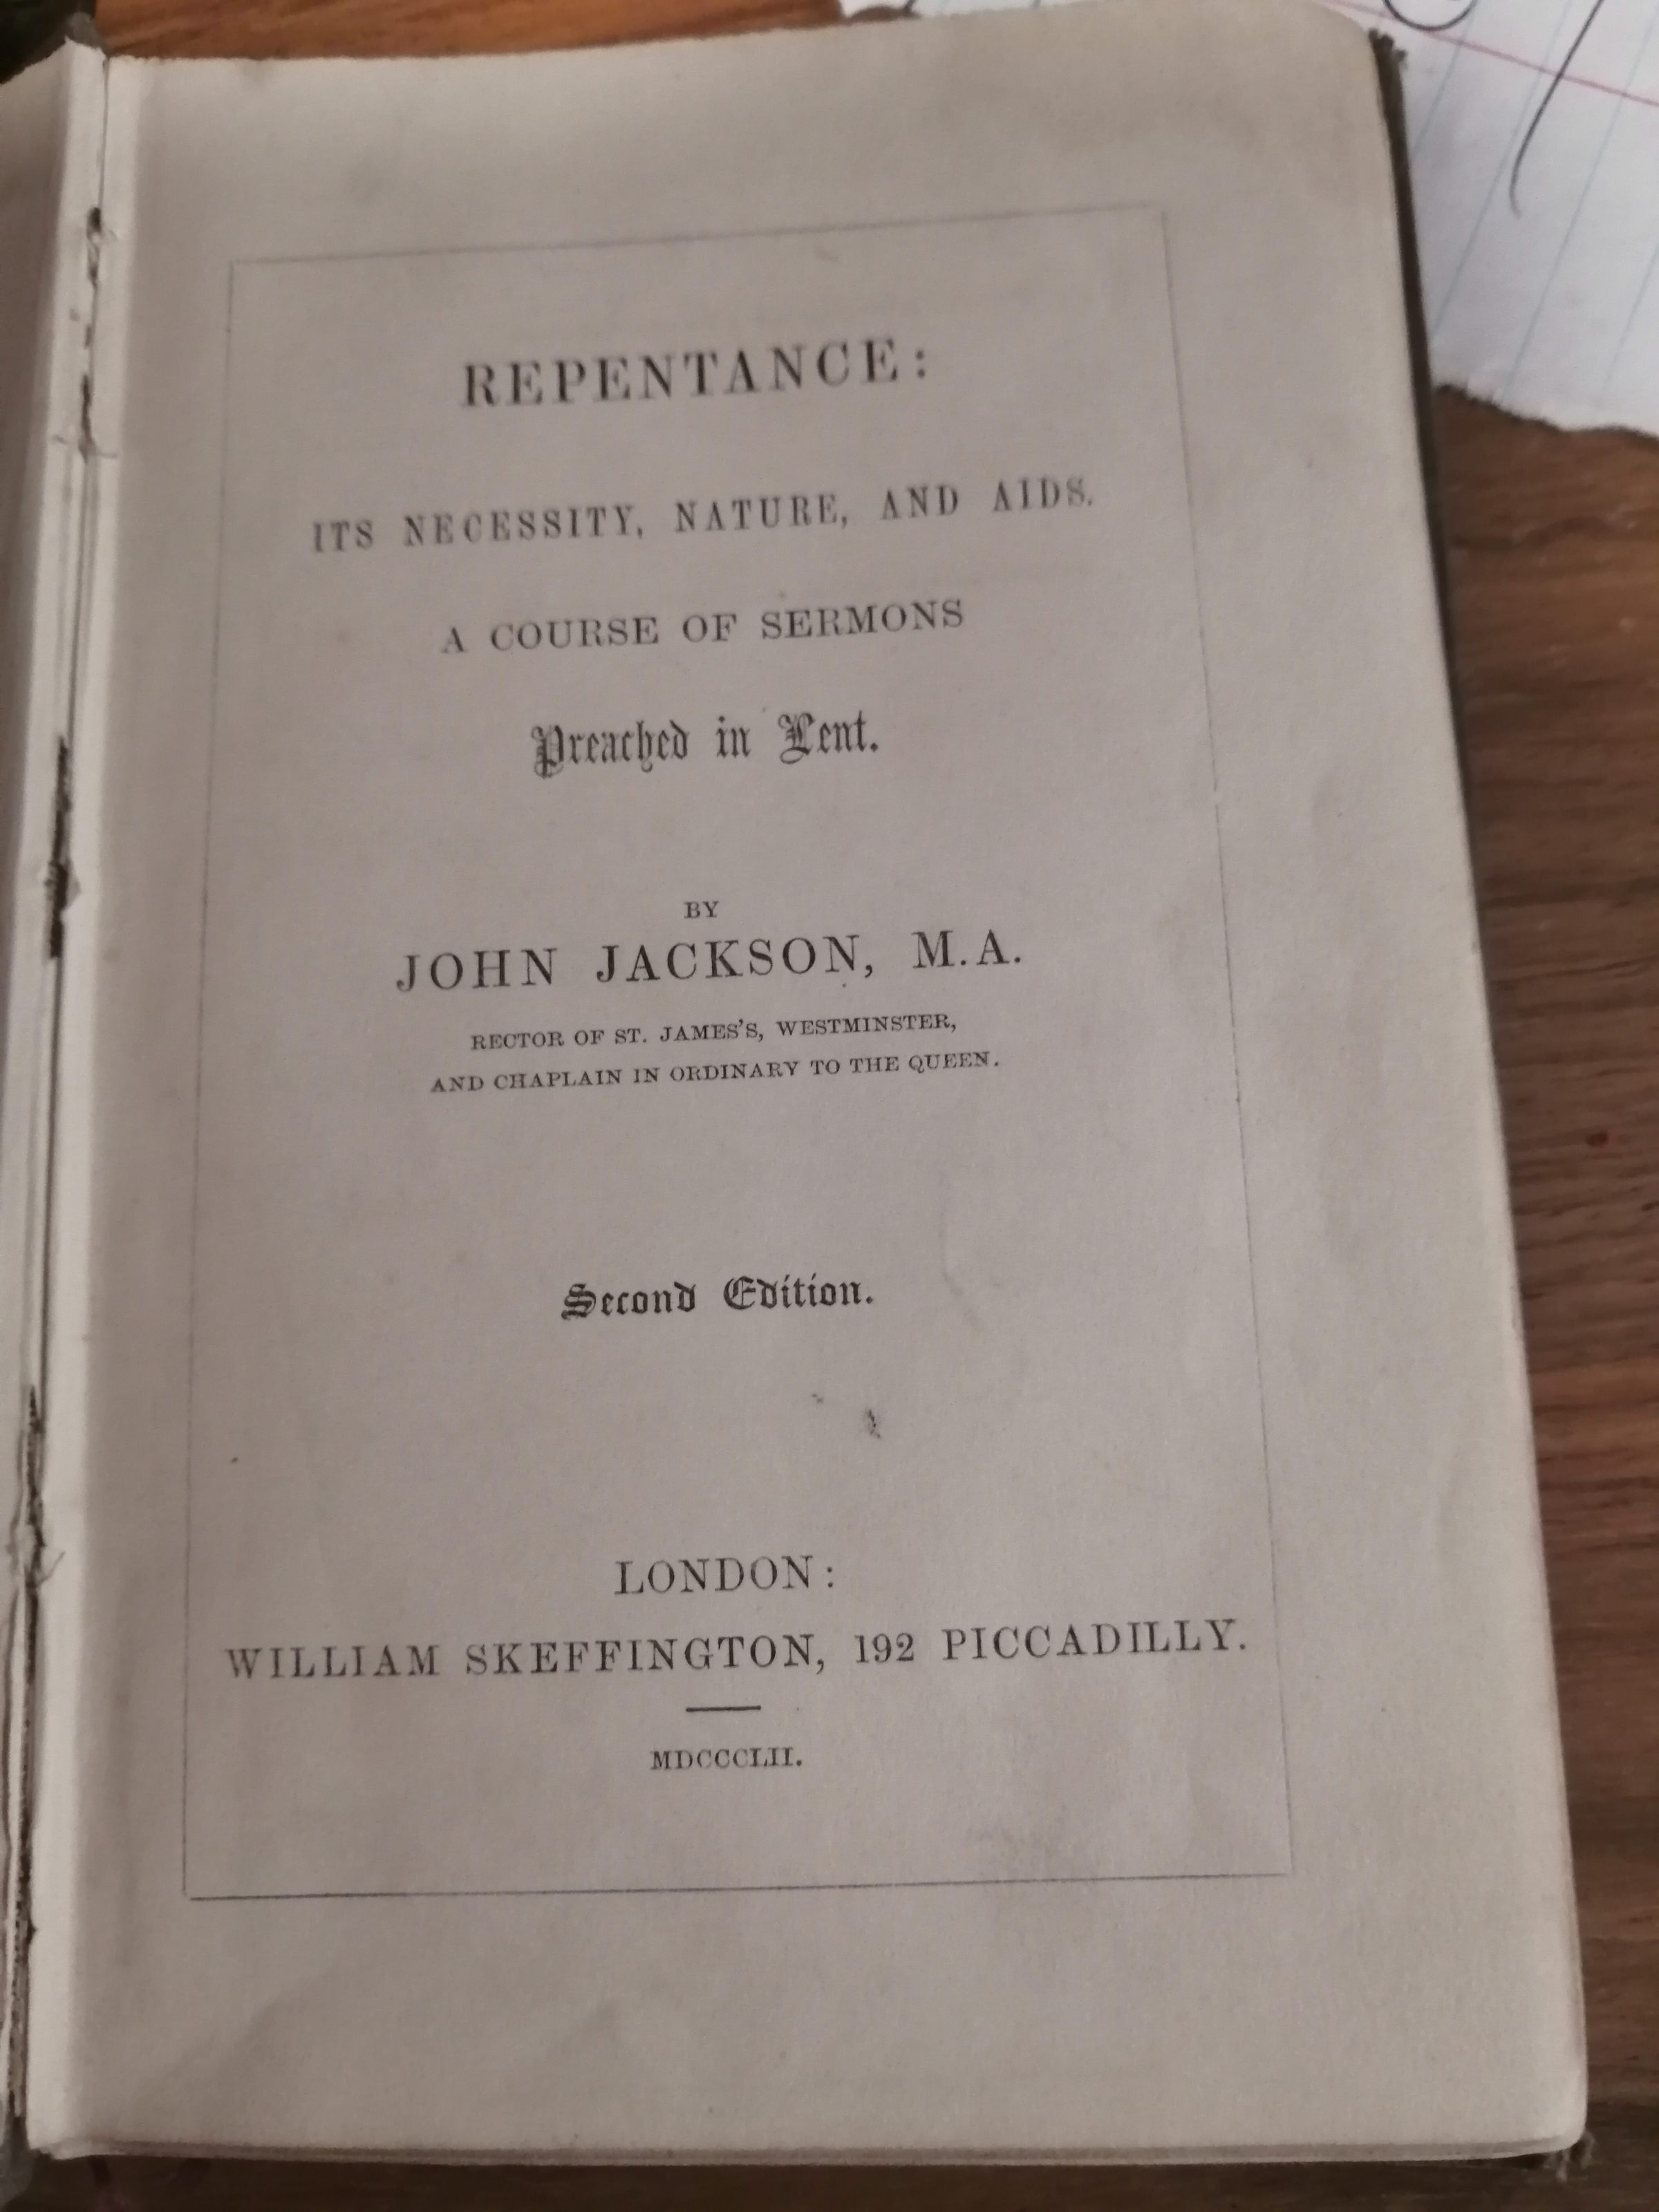 REPENTANCE:
ITS NECESSITY, NATURE, AND AIDS.
A COURSE OF SERMONS
Preached in Lent.
BY
JOHN JACKSON, M.A.
RECTOR OF ST. JAMES'S, WESTMINSTER,
AND CHAPLAIN IN ORDINARY TO THE QUEEN.
Second Edition.
LONDON:
WILLIAM SKEFFINGTON, 192 PICCADILLY.
MDCCCLII.